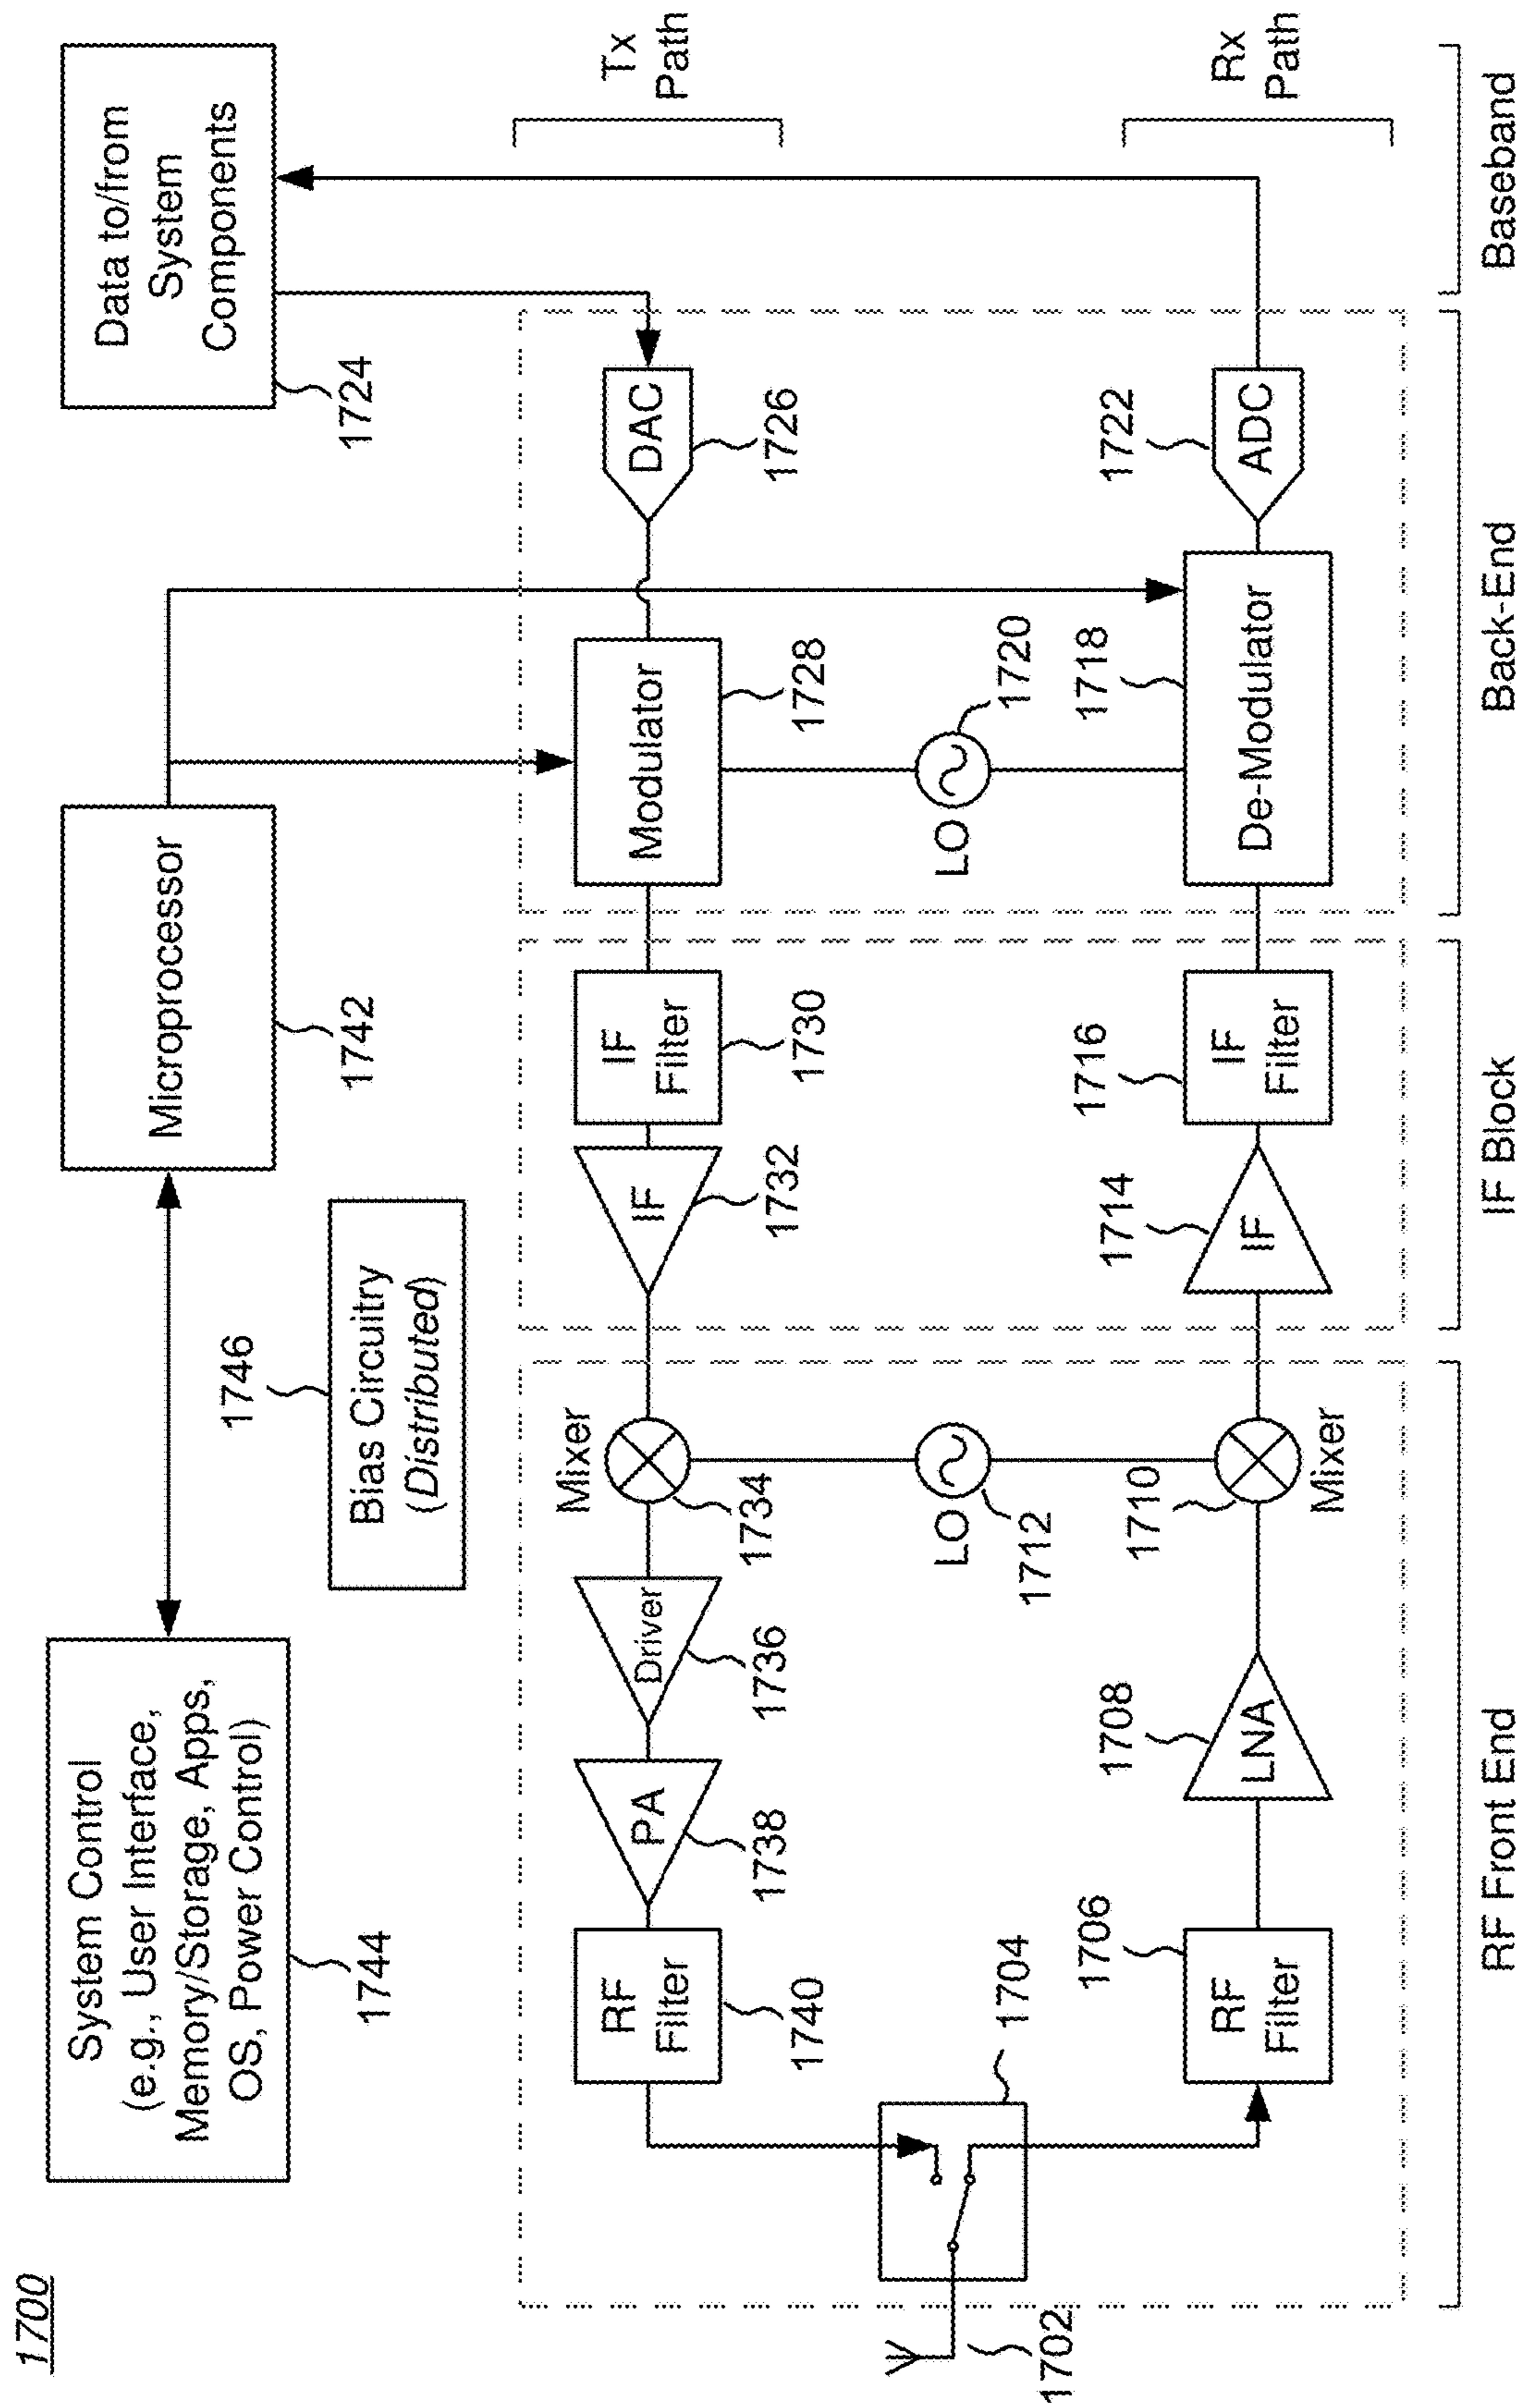 1700
System Control
(e.g., User Interface,
Memory/Storage, Apps,
OS, Power Control)
1744
Microprocessor
1742
Data to/from
System
Components
1724
1746
Bias Circuitry
(Distributed)
Tx
Path
RF
Filter
1740
PA
1738
Driver
1736
Mixer
1734
IF
1732
IF
Filter
1730
Modulator
1728
DAC
1726
1702
1704
LO
1712
LO
1720
Rx
Path
1706
RF
Filter
1708
LNA
1710
Mixer
1714
IF
1716
IF
Filter
1718
De-Modulator
1722
ADC
RF Front End
IF Block
Back-End
Baseband